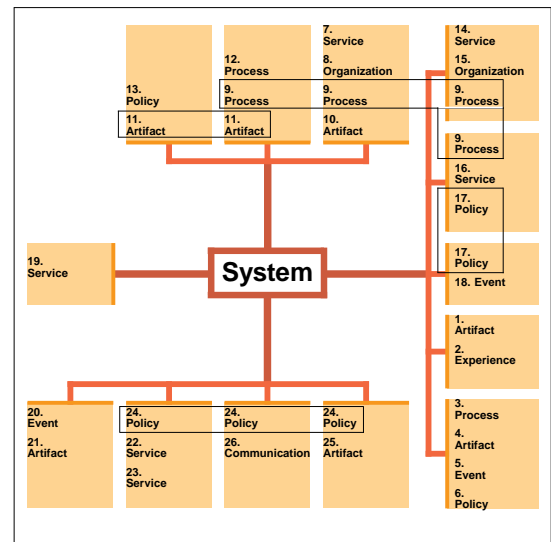 13.
Policy
11.
Artifact
12.
Process
9.
Process
11.
Artifact
7.
Service
8.
Organization
9.
Process
10.
Artifact
14.
Service
15.
Organization
9.
Process
9.
Process
16.
Service
17.
Policy
17.
Policy
18. Event
1.
Artifact
2.
Experience
3.
Process
4.
Artifact
5.
Event
6.
Policy
19.
Service
System
20.
Event
21.
Artifact
24.
Policy
22.
Service
23.
Service
24.
Policy
26.
Communication
24.
Policy
25.
Artifact